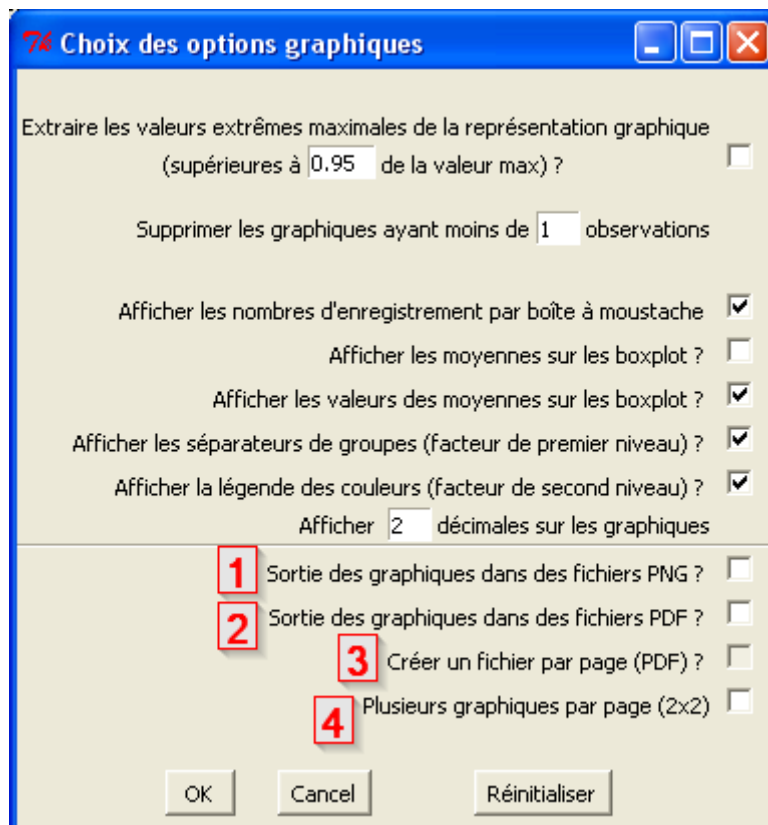 Choix des options graphiques
Extraire les valeurs extrêmes maximales de la représentation graphique
(supérieures à 0.95 de la valeur max) ?
Supprimer les graphiques ayant moins de 1 observations
Afficher les nombres d'enregistrement par boîte à moustache
Afficher les moyennes sur les boxplot ?
Afficher les valeurs des moyennes sur les boxplot ?
Afficher les séparateurs de groupes (facteur de premier niveau) ?
Afficher la légende des couleurs (facteur de second niveau) ?
Afficher 2 décimales sur les graphiques
1 Sortie des graphiques dans des fichiers PNG ?
2 Sortie des graphiques dans des fichiers PDF ?
3 Créer un fichier par page (PDF) ?
4 Plusieurs graphiques par page (2x2)
OK Cancel Réinitialiser